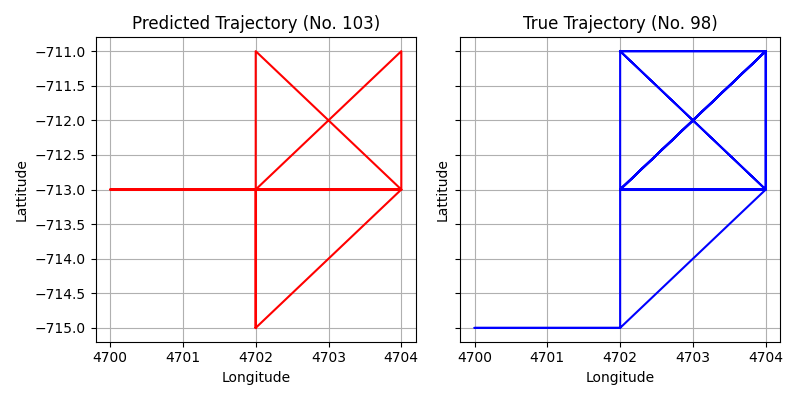 Predicted Trajectory (No. 103)
True Trajectory (No. 98)
−711.0
−711.5
−712.0
−712.5
−713.0
−713.5
−714.0
−714.5
−715.0
Lattitude
Lattitude
4700 4701 4702 4703 4704
4700 4701 4702 4703 4704
Longitude
Longitude